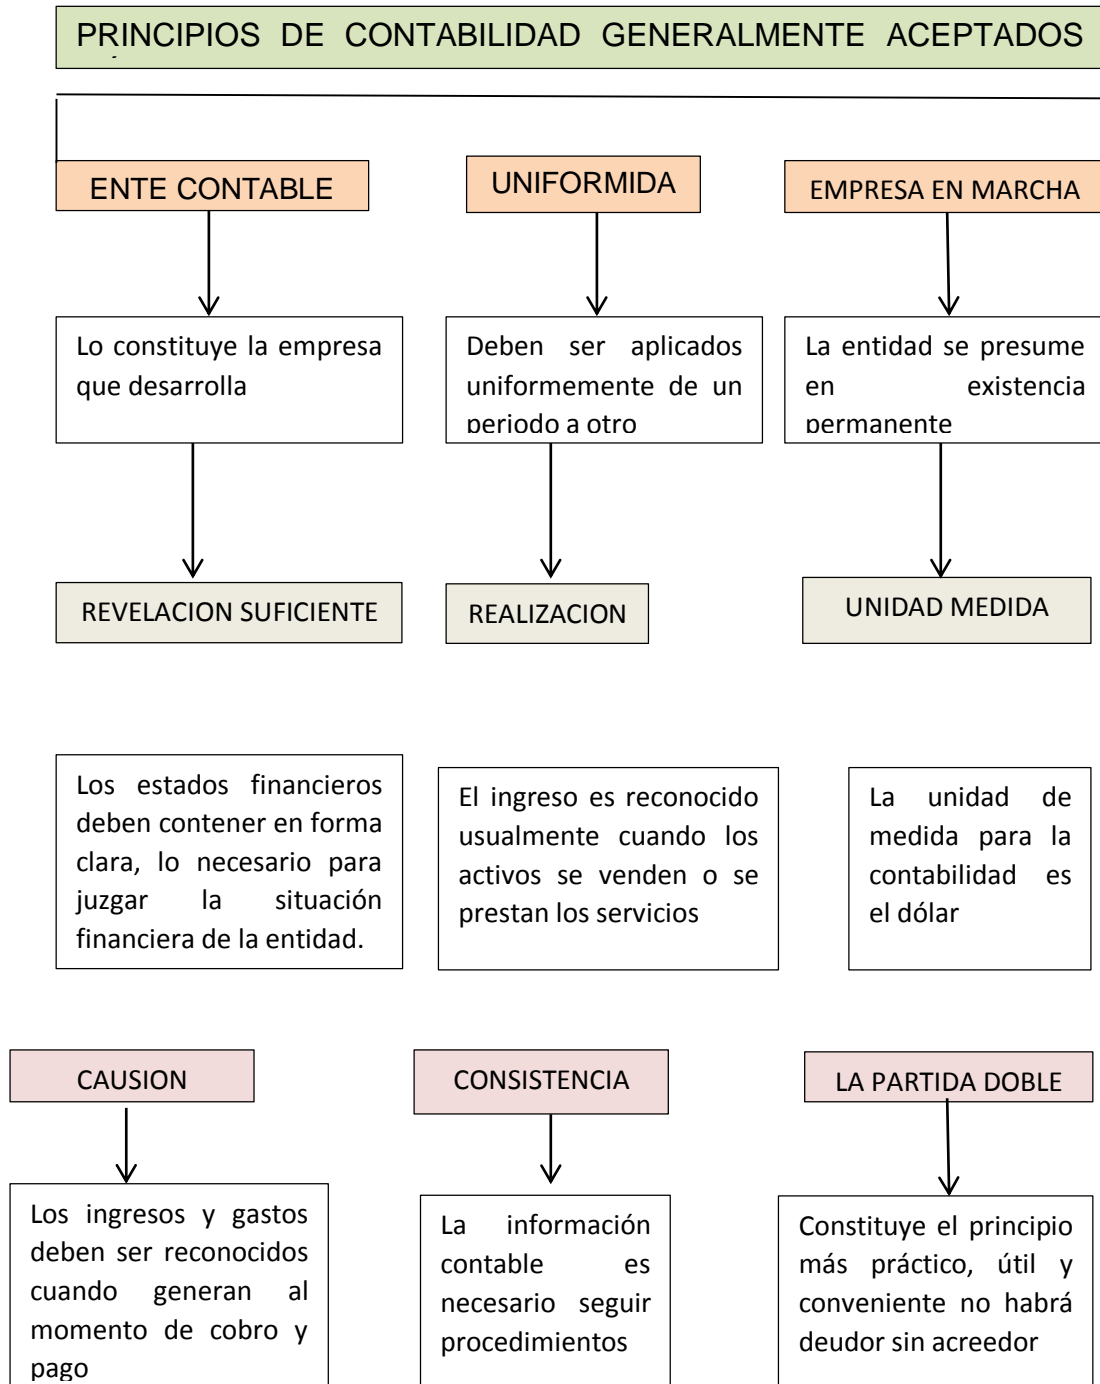 PRINCIPIOS DE CONTABILIDAD GENERALMENTE ACEPTADOS
ENTE CONTABLE
UNIFORMIDA
EMPRESA EN MARCHA
Lo constituye la empresa
que desarrolla
Deben ser aplicados
uniformemente de un
periodo a otro
La entidad se presume
en existencia
permanente
REVELACION SUFICIENTE
REALIZACION
UNIDAD MEDIDA
Los estados financieros
deben contener en forma
clara, lo necesario para
juzgar la situación
financiera de la entidad.
El ingreso es reconocido
usualmente cuando los
activos se venden o se
prestan los servicios
La unidad de
medida para la
contabilidad es
el dólar
CAUSION
CONSISTENCIA
LA PARTIDA DOBLE
Los ingresos y gastos
deben ser reconocidos
cuando generan al
momento de cobro y
pago
La información
contable es
necesario seguir
procedimientos
Constituye el principio
más práctico, útil y
conveniente no habrá
deudor sin acreedor